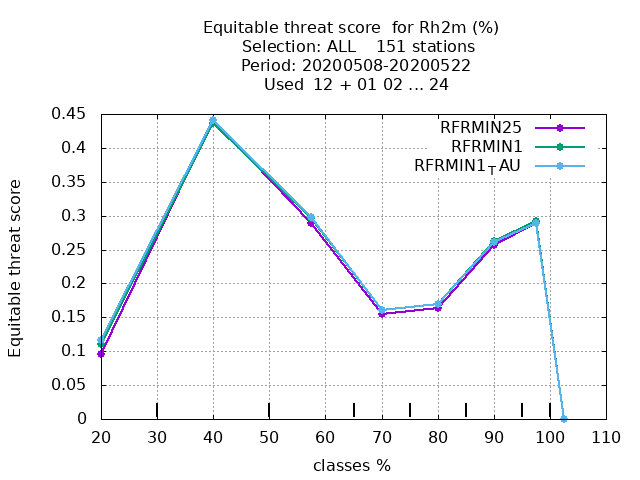 Equitable threat score  for Rh2m (%)
Selection: ALL    151 stations
Period: 20200508-20200522
Used  12 + 01 02 ... 24
Equitable threat score
0.45
0.4
0.35
0.3
0.25
0.2
0.15
0.1
0.05
0
RFRMIN25
RFRMIN1
RFRMIN1TAU
20 30 40 50 60 70 80 90 100 110
classes %